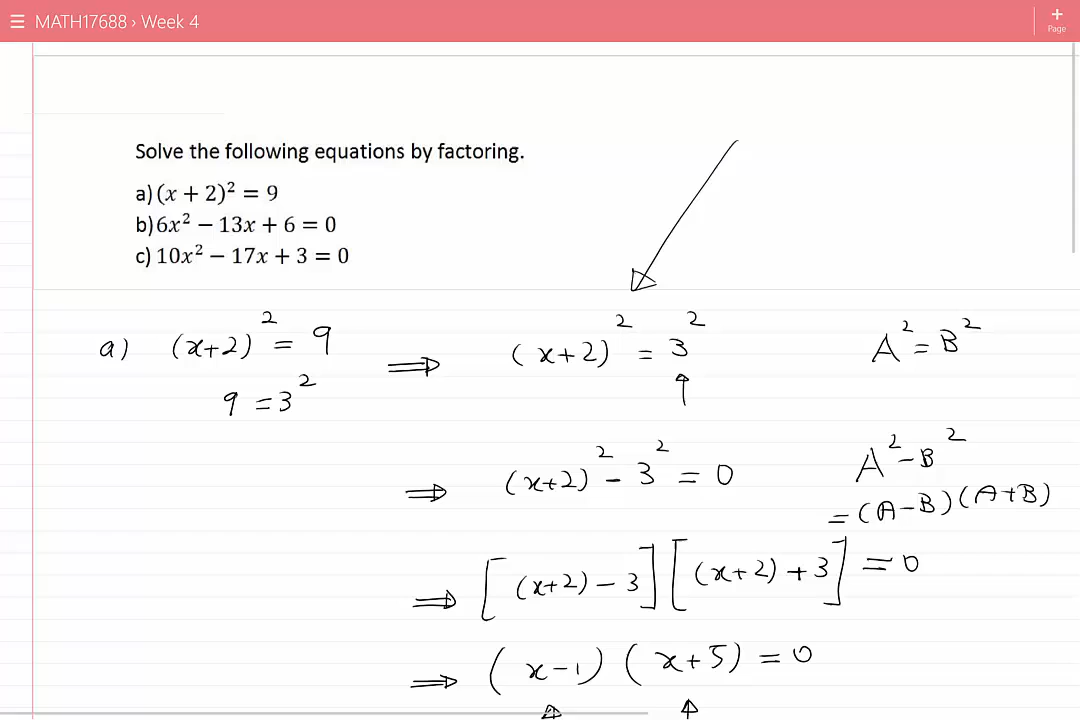 MATH17688 › Week 4
Page
Solve the following equations by factoring.
a) (x + 2)² = 9
b) 6x² − 13x + 6 = 0
c) 10x² − 17x + 3 = 0
a) (x+2)² = 9 ⟹ (x+2)² = 3² A² = B²
9 = 3²
⟹ (x+2)² − 3² = 0 A² − B²
= (A−B)(A+B)
⟹ [(x+2) − 3][(x+2) + 3] = 0
⟹ (x−1)(x+5) = 0